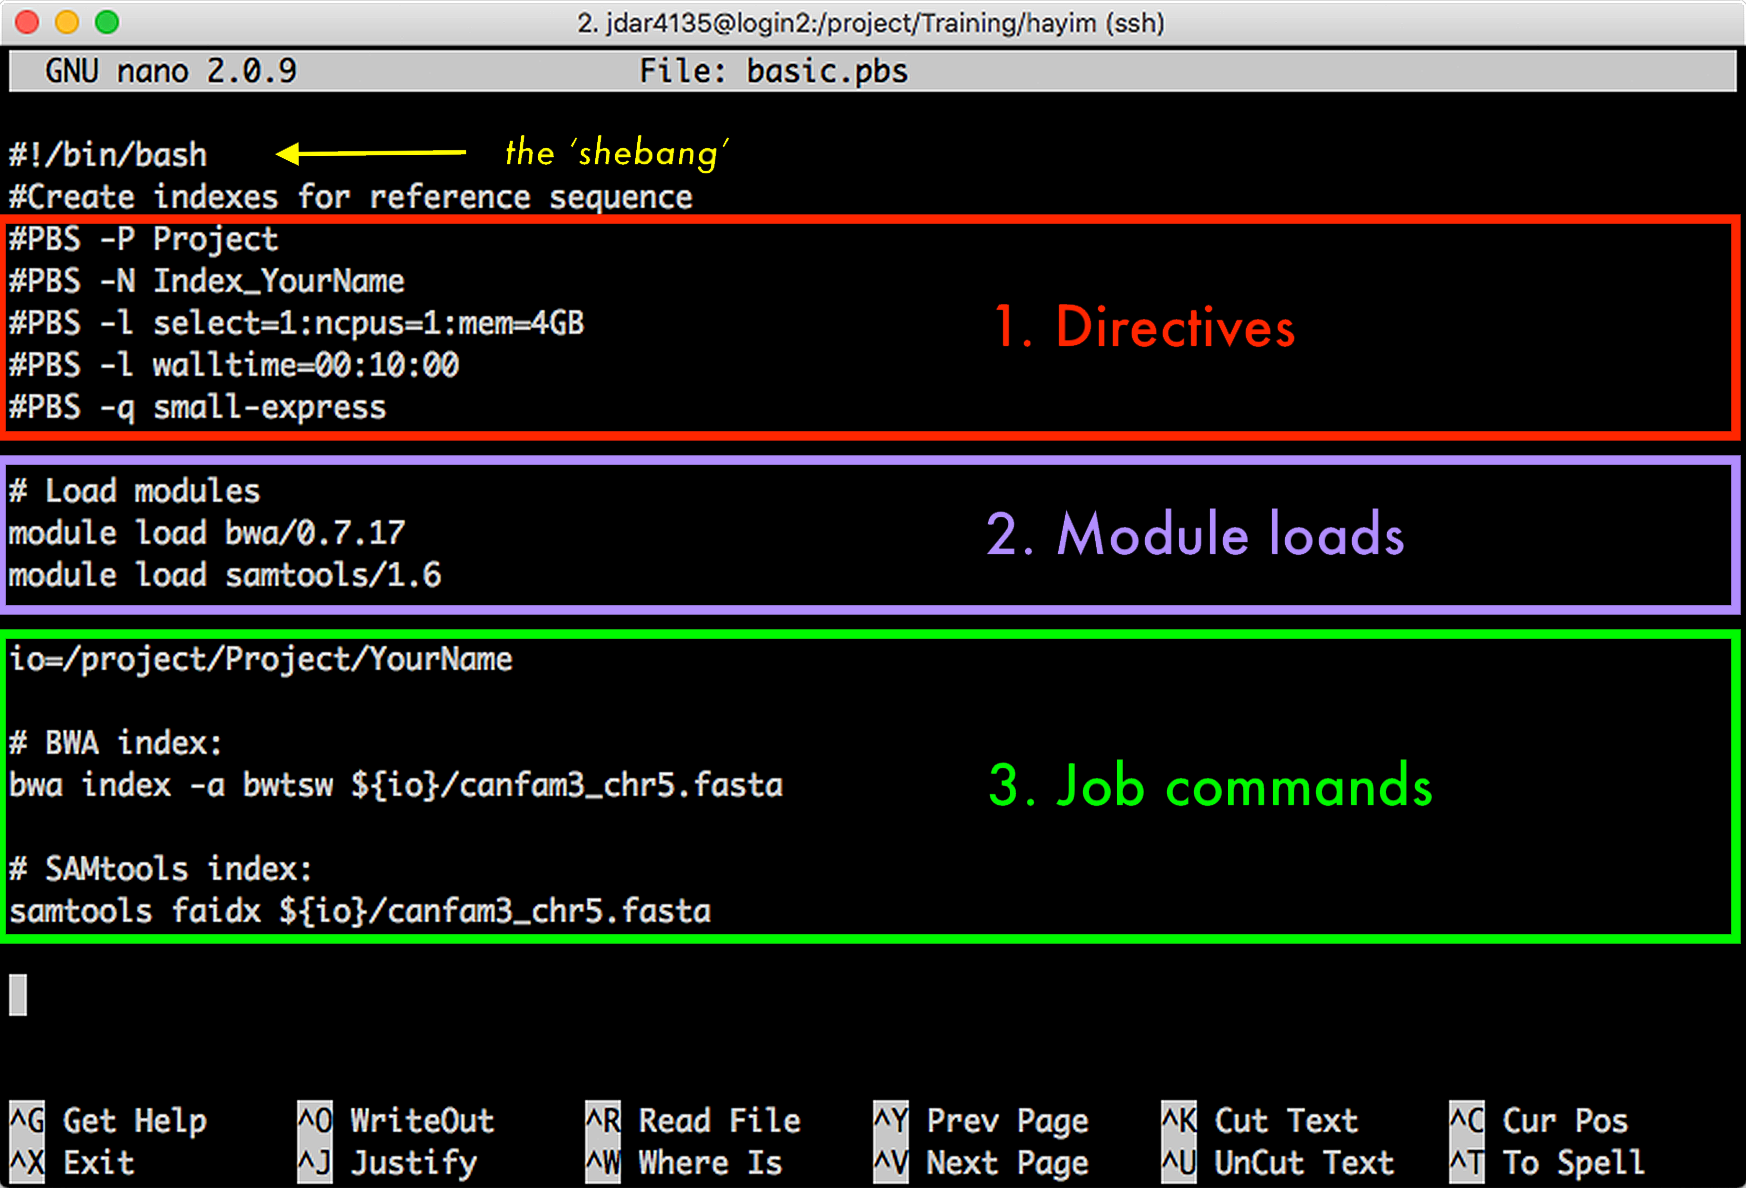 2. jdar4135@login2:/project/Training/hayim (ssh)
GNU nano 2.0.9 File: basic.pbs
#!/bin/bash the ‘shebang’
#Create indexes for reference sequence
#PBS -P Project
#PBS -N Index_YourName
#PBS -l select=1:ncpus=1:mem=4GB
#PBS -l walltime=00:10:00
#PBS -q small-express
1. Directives
# Load modules
module load bwa/0.7.17
module load samtools/1.6
2. Module loads
io=/project/Project/YourName
# BWA index:
bwa index -a bwtsw ${io}/canfam3_chr5.fasta
# SAMtools index:
samtools faidx ${io}/canfam3_chr5.fasta
3. Job commands
^G Get Help ^O WriteOut ^R Read File ^Y Prev Page ^K Cut Text ^C Cur Pos
^X Exit ^J Justify ^W Where Is ^V Next Page ^U UnCut Text ^T To Spell